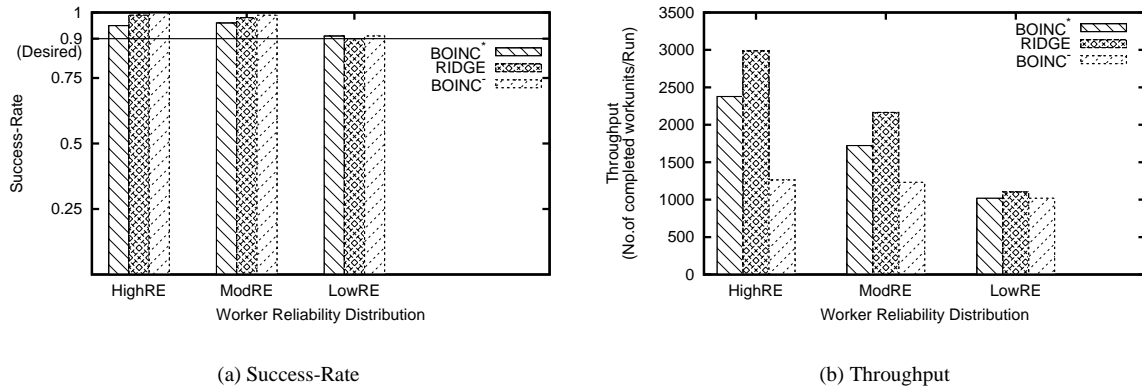 1
0.9
(Desired)
0.75
0.5
0.25
Success-Rate
BOINC*
RIDGE
BOINC-
HighRE
ModRE
LowRE
Worker Reliability Distribution
(a) Success-Rate
3500
3000
2500
2000
1500
1000
500
0
Throughput
(No.of completed workunits/Run)
BOINC*
RIDGE
BOINC-
HighRE
ModRE
LowRE
Worker Reliability Distribution
(b) Throughput